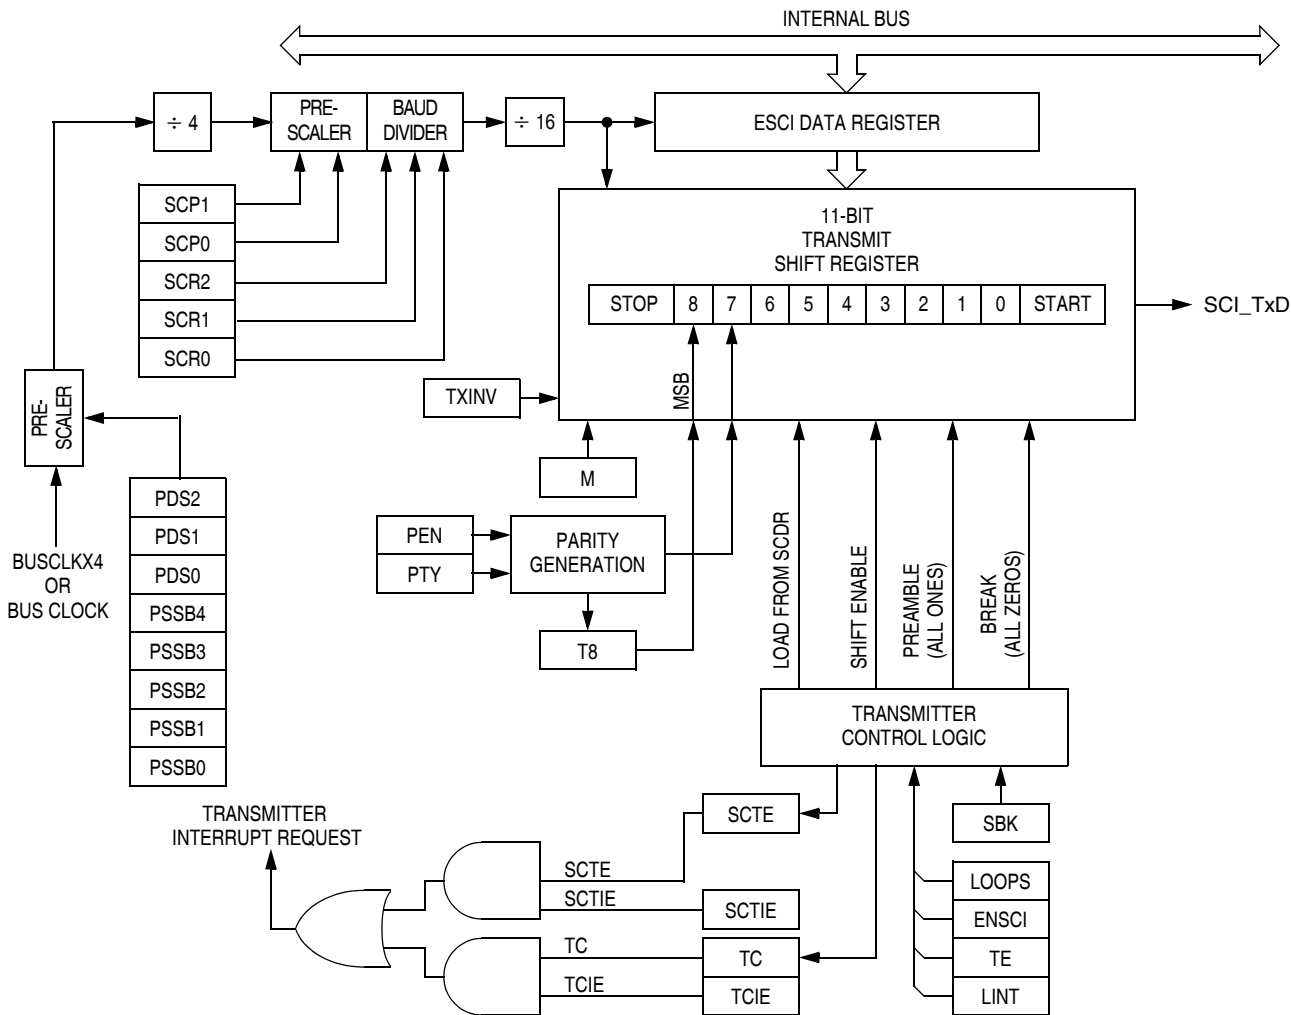 INTERNAL BUS
÷ 4
PRE-
SCALER
BAUD
DIVIDER
÷ 16
ESCI DATA REGISTER
SCP1
SCP0
SCR2
SCR1
SCR0
11-BIT
TRANSMIT
SHIFT REGISTER
STOP 8 7 6 5 4 3 2 1 0 START
SCI_TxD
PRE-
SCALER
TXINV
MSB
M
BUSCLKX4
OR
BUS CLOCK
PDS2
PDS1
PDS0
PSSB4
PSSB3
PSSB2
PSSB1
PSSB0
PEN
PTY
PARITY
GENERATION
T8
LOAD FROM SCDR
SHIFT ENABLE
PREAMBLE
(ALL ONES)
BREAK
(ALL ZEROS)
TRANSMITTER
CONTROL LOGIC
TRANSMITTER
INTERRUPT REQUEST
SCTE
SBK
SCTE
SCTIE
SCTIE
TC
TC
TCIE
TCIE
LOOPS
ENSCI
TE
LINT